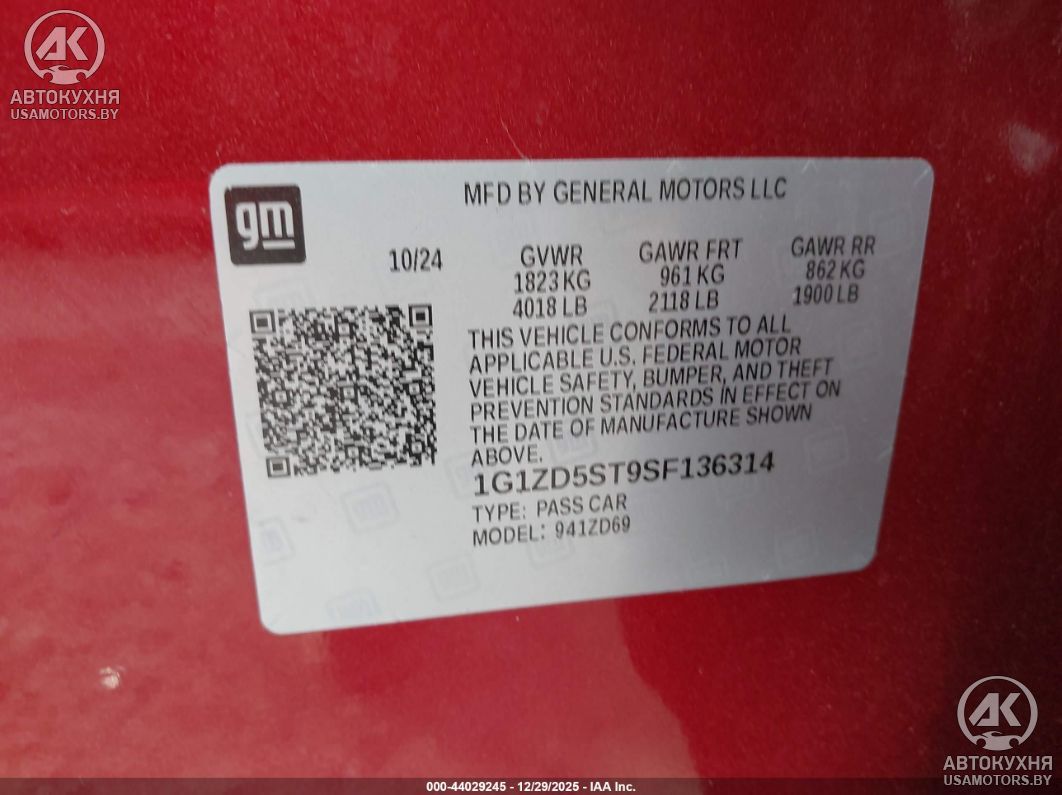 AK
АВТОКУХНЯ
USAMOTORS.BY
gm
MFD BY GENERAL MOTORS LLC
10/24
GVWR
1823 KG
4018 LB
GAWR FRT
961 KG
2118 LB
GAWR RR
862 KG
1900 LB
THIS VEHICLE CONFORMS TO ALL
APPLICABLE U.S. FEDERAL MOTOR
VEHICLE SAFETY, BUMPER, AND THEFT
PREVENTION STANDARDS IN EFFECT ON
THE DATE OF MANUFACTURE SHOWN
ABOVE.
1G1ZD5ST9SF136314
TYPE: PASS CAR
MODEL: 941ZD69
AK
АВТОКУХНЯ
USAMOTORS.BY
000-44029245 - 12/29/2025 - IAA Inc.